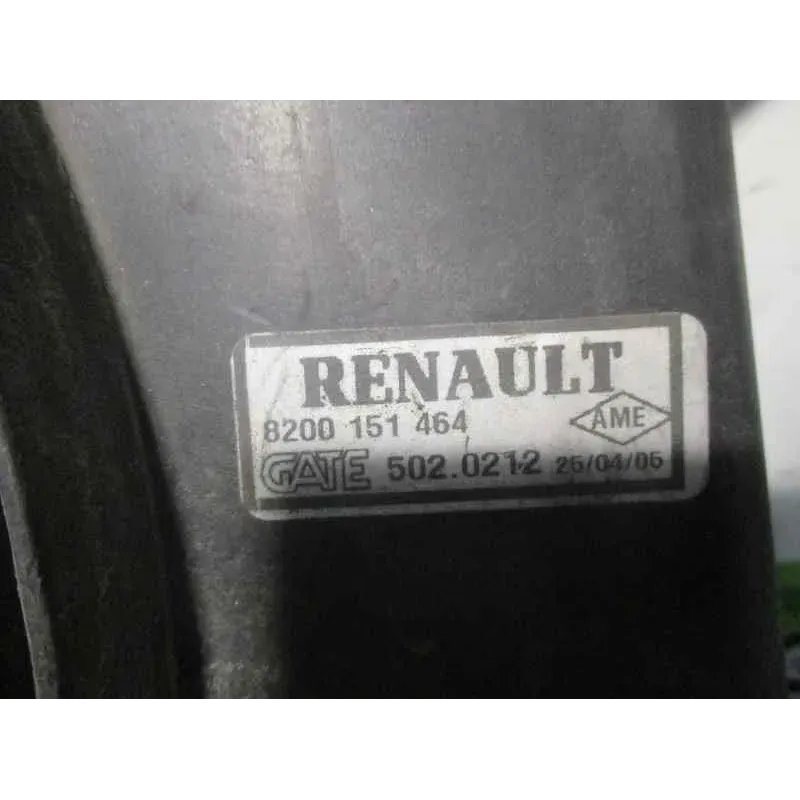 RENAULT
8200 151 464
AME
GATE 502.0212 25/04/05